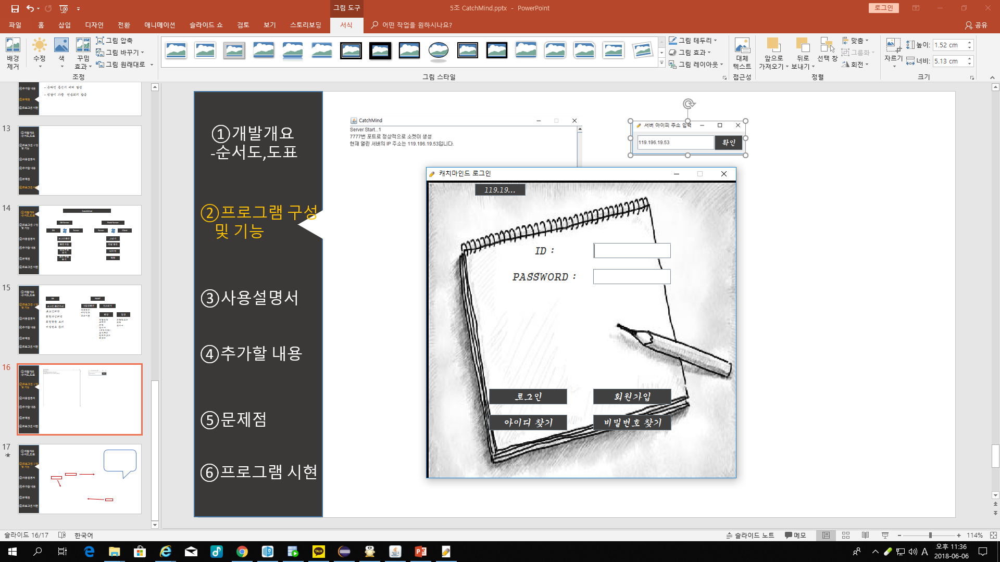 그림 도구
5조 CatchMind.pptx - PowerPoint
로그인
파일 홈 삽입 디자인 전환 애니메이션 슬라이드 쇼 검토 보기 스토리보딩 서식 어떤 작업을 원하시나요? 공유
배경 제거
수정
색
꾸밈 효과
그림 압축
그림 바꾸기
그림 원래대로
조정
그림 스타일
그림 테두리
그림 효과
그림 레이아웃
대체 텍스트
접근성
앞으로 가져오기
뒤로 보내기
선택 창
맞춤
그룹화
회전
정렬
자르기
높이: 1.52 cm
너비: 5.13 cm
크기
13
14
15
16
17
①개발개요
-순서도,도표
②프로그램 구성
및 기능
③사용설명서
④추가할 내용
⑤문제점
⑥프로그램 시현
CatchMind
Server Start...1
7777번 포트로 정상적으로 소켓이 생성
현재 열린 서버의 IP 주소는 119.196.19.53입니다.
서버 아이피 주소 입력
119.196.19.53
확인
캐치마인드 로그인
119.19...
ID :
PASSWORD :
로그인
회원가입
아이디 찾기
비밀번호 찾기
슬라이드 16/17
한국어
슬라이드 노트
메모
114%
TALK
A
오후 11:36
2018-06-06